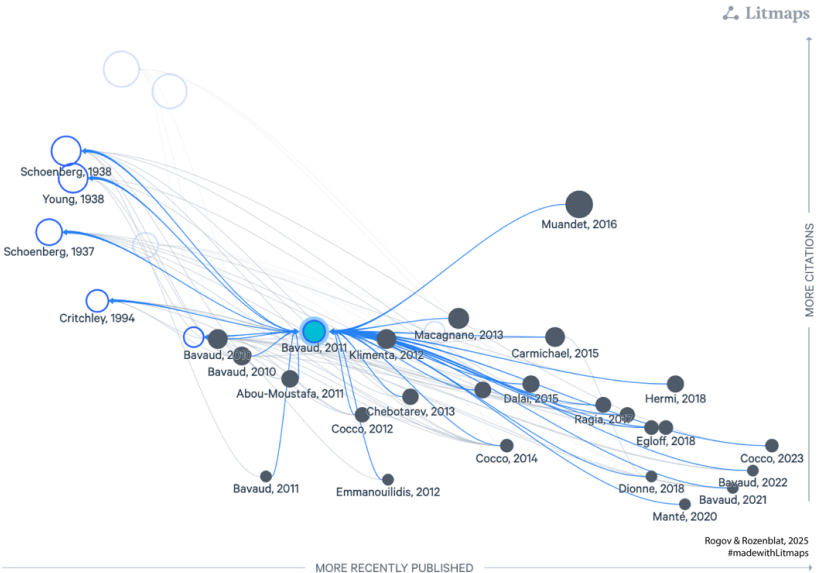 Litmaps
Schoenberg, 1938
Young, 1938
Muandet, 2016
Schoenberg, 1937
MORE CITATIONS
Critchley, 1994
Macagnano, 2013
Bavaud, 2011
Klimenta, 2012
Carmichael, 2015
Bavaud, 20
Bavaud, 2010
Abou-Moustafa, 2011
Dalai, 2015
Hermi, 2018
Chebotarev, 2013
Cocco, 2012
Ragia,
Egloff, 2018
Cocco, 2014
Cocco, 2023
Bavaud, 2011
Emmanouilidis, 2012
Dionne, 2018
Bavaud, 2022
Bavaud, 2021
Manté, 2020
Rogov & Rozenblat, 2025
#madewithLitmaps
MORE RECENTLY PUBLISHED